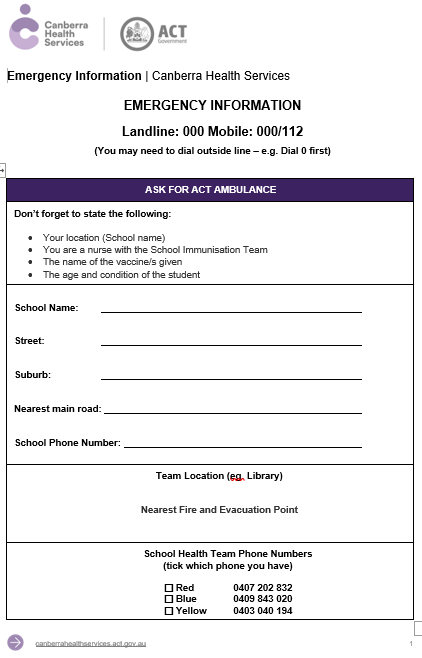 Canberra
Health
Services
ACT
Government
Emergency Information | Canberra Health Services
EMERGENCY INFORMATION
Landline: 000 Mobile: 000/112
(You may need to dial outside line – e.g. Dial 0 first)
ASK FOR ACT AMBULANCE
Don't forget to state the following:
• Your location (School name)
• You are a nurse with the School Immunisation Team
• The name of the vaccine/s given
• The age and condition of the student
School Name:
Street:
Suburb:
Nearest main road:
School Phone Number:
Team Location (eg. Library)
Nearest Fire and Evacuation Point
School Health Team Phone Numbers
(tick which phone you have)
☐ Red 0407 202 832
☐ Blue 0409 843 020
☐ Yellow 0403 040 194
canberrahealthservices.act.gov.au 1